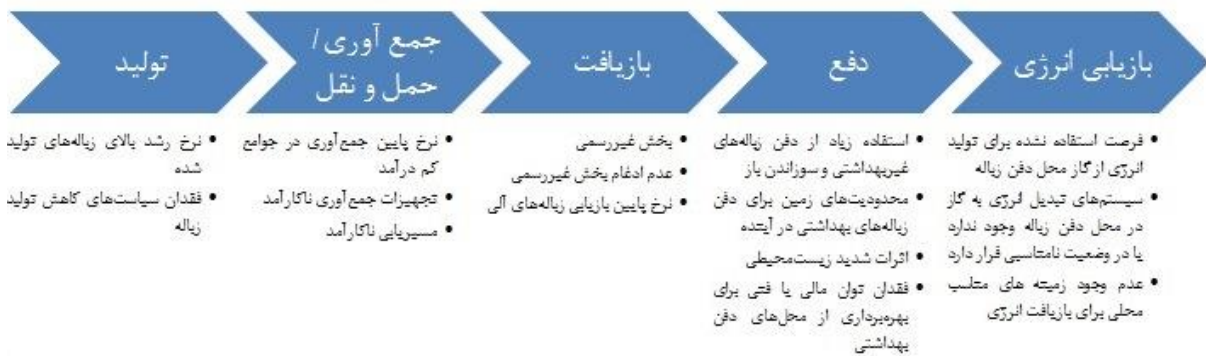 تولید
جمع آوری /
حمل و نقل
بازیافت
دفع
بازیابی انرژی
• نرخ رشد بالای زباله‌های تولید
شده
• فقدان سیاست‌های کاهش تولید
زباله
• نرخ پایین جمع‌آوری در جوامع
کم درآمد
• تجهیزات جمع‌آوری ناکارآمد
• مسیریابی ناکارآمد
• بخش غیررسمی
• عدم ادغام بخش غیررسمی
• نرخ پایین بازیابی زباله‌های آلی
• استفاده زیاد از دفن زباله‌های
غیربهداشتی و سوزاندن باز
• محدودیت‌های زمین برای دفن
زباله‌های بهداشتی در آینده
• اثرات شدید زیست‌محیطی
• فقدان توان مالی یا فنی برای
بهره‌برداری از محل‌های دفن
بهداشتی
• فرصت استفاده نشده برای تولید
انرژی از گاز محل دفن زباله
• سیستم‌های تبدیل انرژی به گاز
در محل دفن زباله وجود ندارد
یا در وضعیت نامناسبی قرار دارد
• عدم وجود زمینه های مناسب
محلی برای بازیافت انرژی